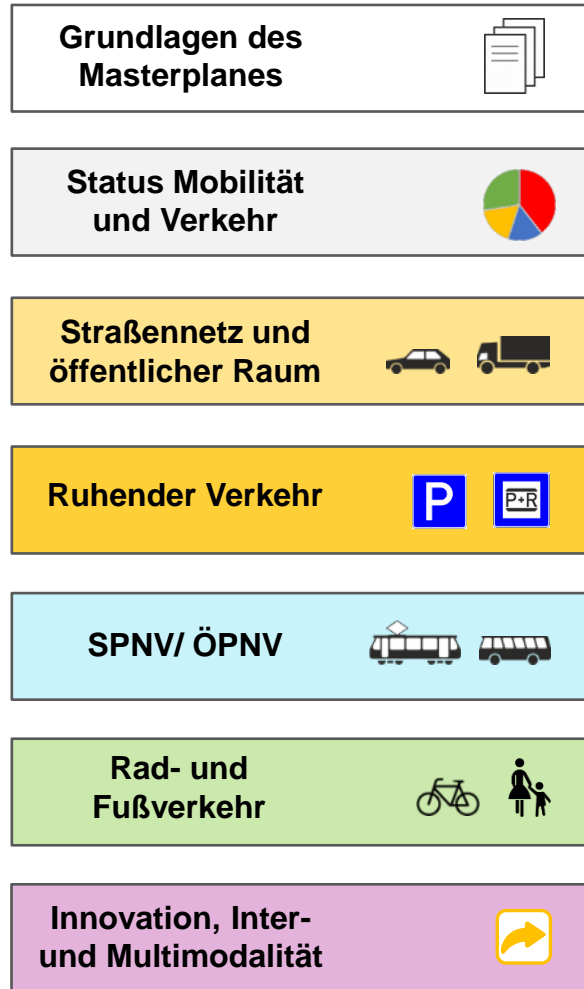 Grundlagen des
Masterplanes
Status Mobilität
und Verkehr
Straßennetz und
öffentlicher Raum
Ruhender Verkehr
P
P+R
SPNV/ ÖPNV
Rad- und
Fußverkehr
Innovation, Inter-
und Multimodalität